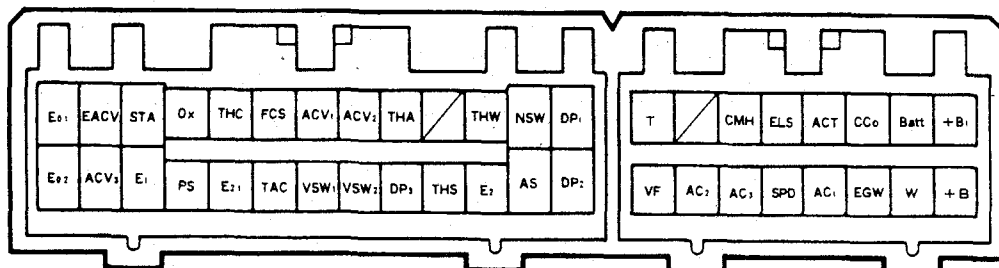 E₀₁ EACV STA Ox THC FCS ACV₁ ACV₂ THA THW NSW DP₁ T CMH ELS ACT CCo Batt +B₁
E₀₂ ACV₃ E₁ PS E₂₁ TAC VSW₁ VSW₂ DP₃ THS E₂ AS DP₂ VF AC₂ AC₃ SPD AC₁ EGW W +B